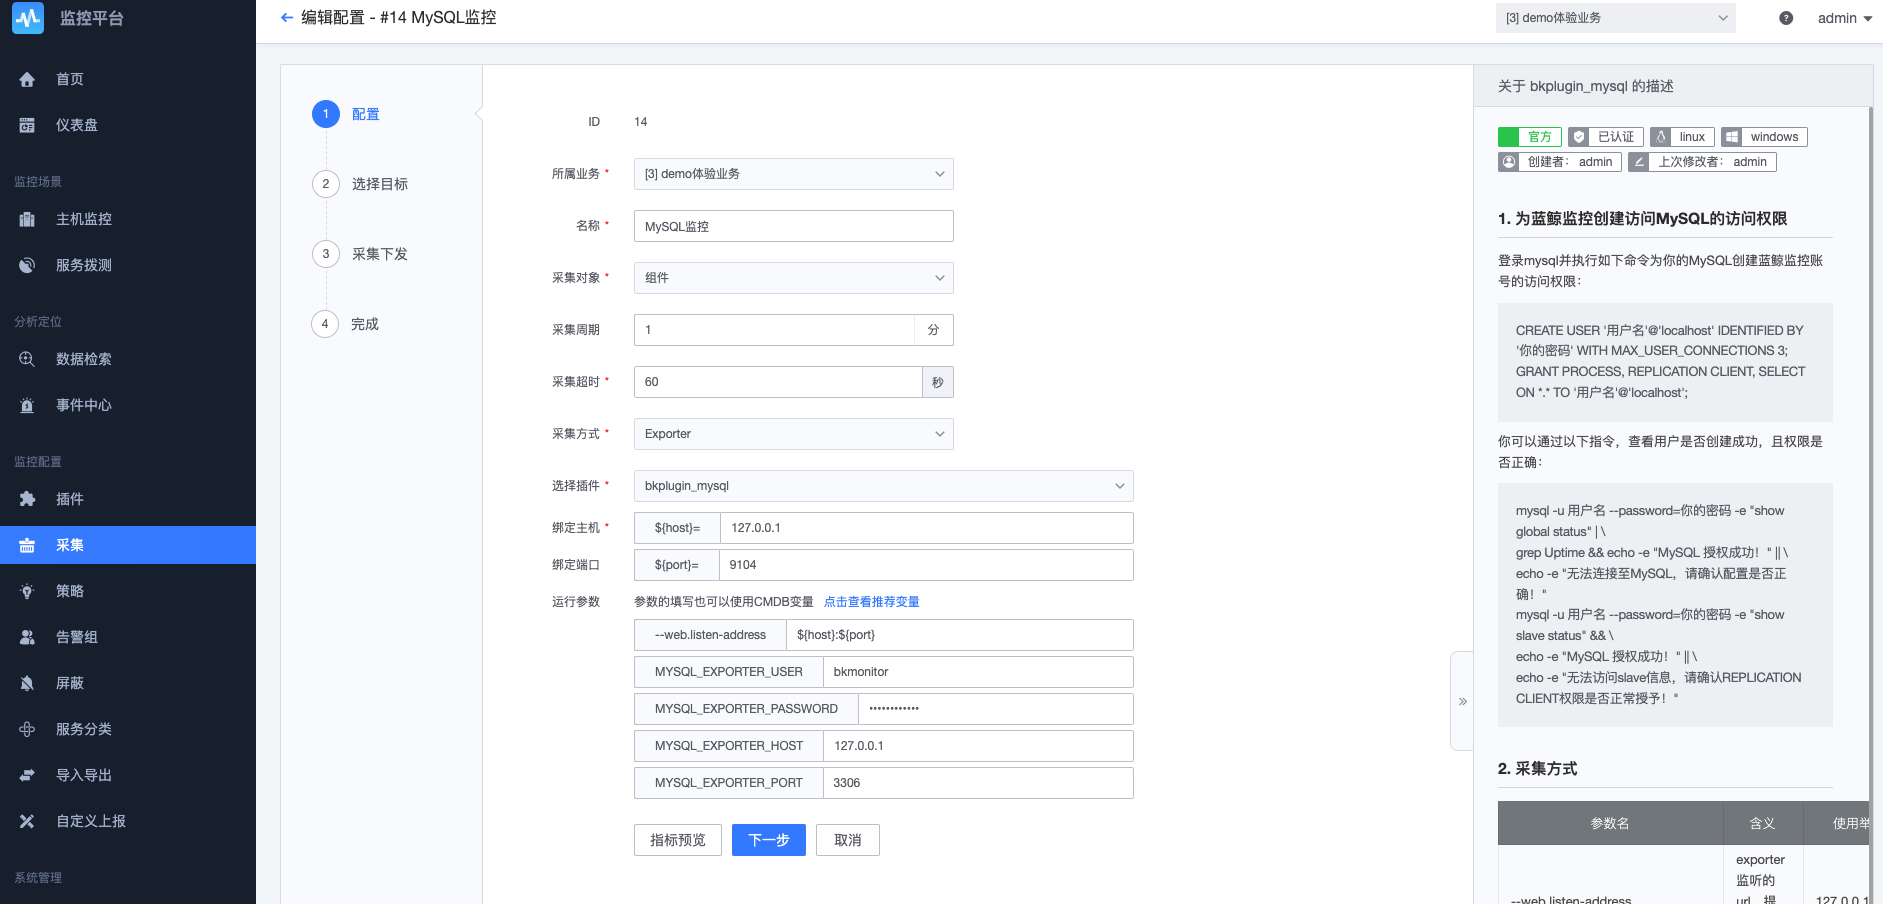 监控平台
编辑配置 - #14 MySQL监控
[3] demo体验业务
admin
首页
仪表盘
监控场景
主机监控
服务拨测
分析定位
数据检索
事件中心
监控配置
插件
采集
策略
告警组
屏蔽
服务分类
导入导出
自定义上报
系统管理
1 配置
2 选择目标
3 采集下发
4 完成
ID 14
所属业务 * [3] demo体验业务
名称 * MySQL监控
采集对象 * 组件
采集周期 1 分
采集超时 * 60 秒
采集方式 * Exporter
选择插件 * bkplugin_mysql
绑定主机 * ${host}= 127.0.0.1
绑定端口 ${port}= 9104
运行参数 参数的填写也可以使用CMDB变量 点击查看推荐变量
--web.listen-address ${host}:${port}
MYSQL_EXPORTER_USER bkmonitor
MYSQL_EXPORTER_PASSWORD ••••••••••••
MYSQL_EXPORTER_HOST 127.0.0.1
MYSQL_EXPORTER_PORT 3306
指标预览 下一步 取消
关于 bkplugin_mysql 的描述
官方 已认证 linux windows
创建者： admin 上次修改者： admin
1. 为蓝鲸监控创建访问MySQL的访问权限
登录mysql并执行如下命令为你的MySQL创建蓝鲸监控账
号的访问权限：
CREATE USER '用户名'@'localhost' IDENTIFIED BY
'你的密码' WITH MAX_USER_CONNECTIONS 3;
GRANT PROCESS, REPLICATION CLIENT, SELECT
ON *.* TO '用户名'@'localhost';
你可以通过以下指令，查看用户是否创建成功，且权限是
否正确：
mysql -u 用户名 --password=你的密码 -e "show
global status" | \
grep Uptime && echo -e "MySQL 授权成功！" || \
echo -e "无法连接至MySQL，请确认配置是否正
确！"
mysql -u 用户名 --password=你的密码 -e "show
slave status" && \
echo -e "MySQL 授权成功！" || \
echo -e "无法访问slave信息，请确认REPLICATION
CLIENT权限是否正常授予！"
2. 采集方式
参数名 含义 使用举
exporter
监听的
url，提
--web.listen-address 127.0.0.1